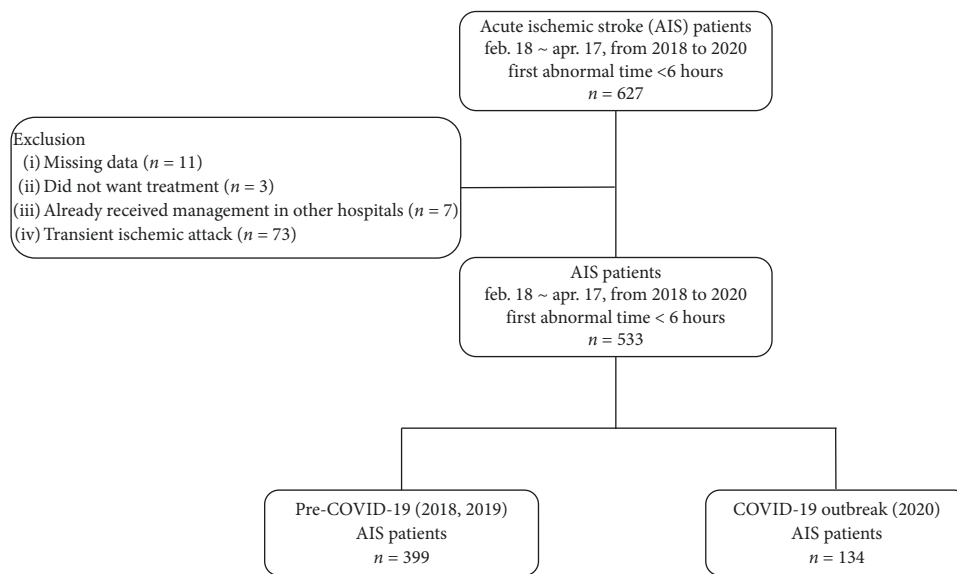 Acute ischemic stroke (AIS) patients
feb. 18 ~ apr. 17, from 2018 to 2020
first abnormal time <6 hours
n = 627
Exclusion
(i) Missing data (n = 11)
(ii) Did not want treatment (n = 3)
(iii) Already received management in other hospitals (n = 7)
(iv) Transient ischemic attack (n = 73)
AIS patients
feb. 18 ~ apr. 17, from 2018 to 2020
first abnormal time < 6 hours
n = 533
Pre-COVID-19 (2018, 2019)
AIS patients
n = 399
COVID-19 outbreak (2020)
AIS patients
n = 134